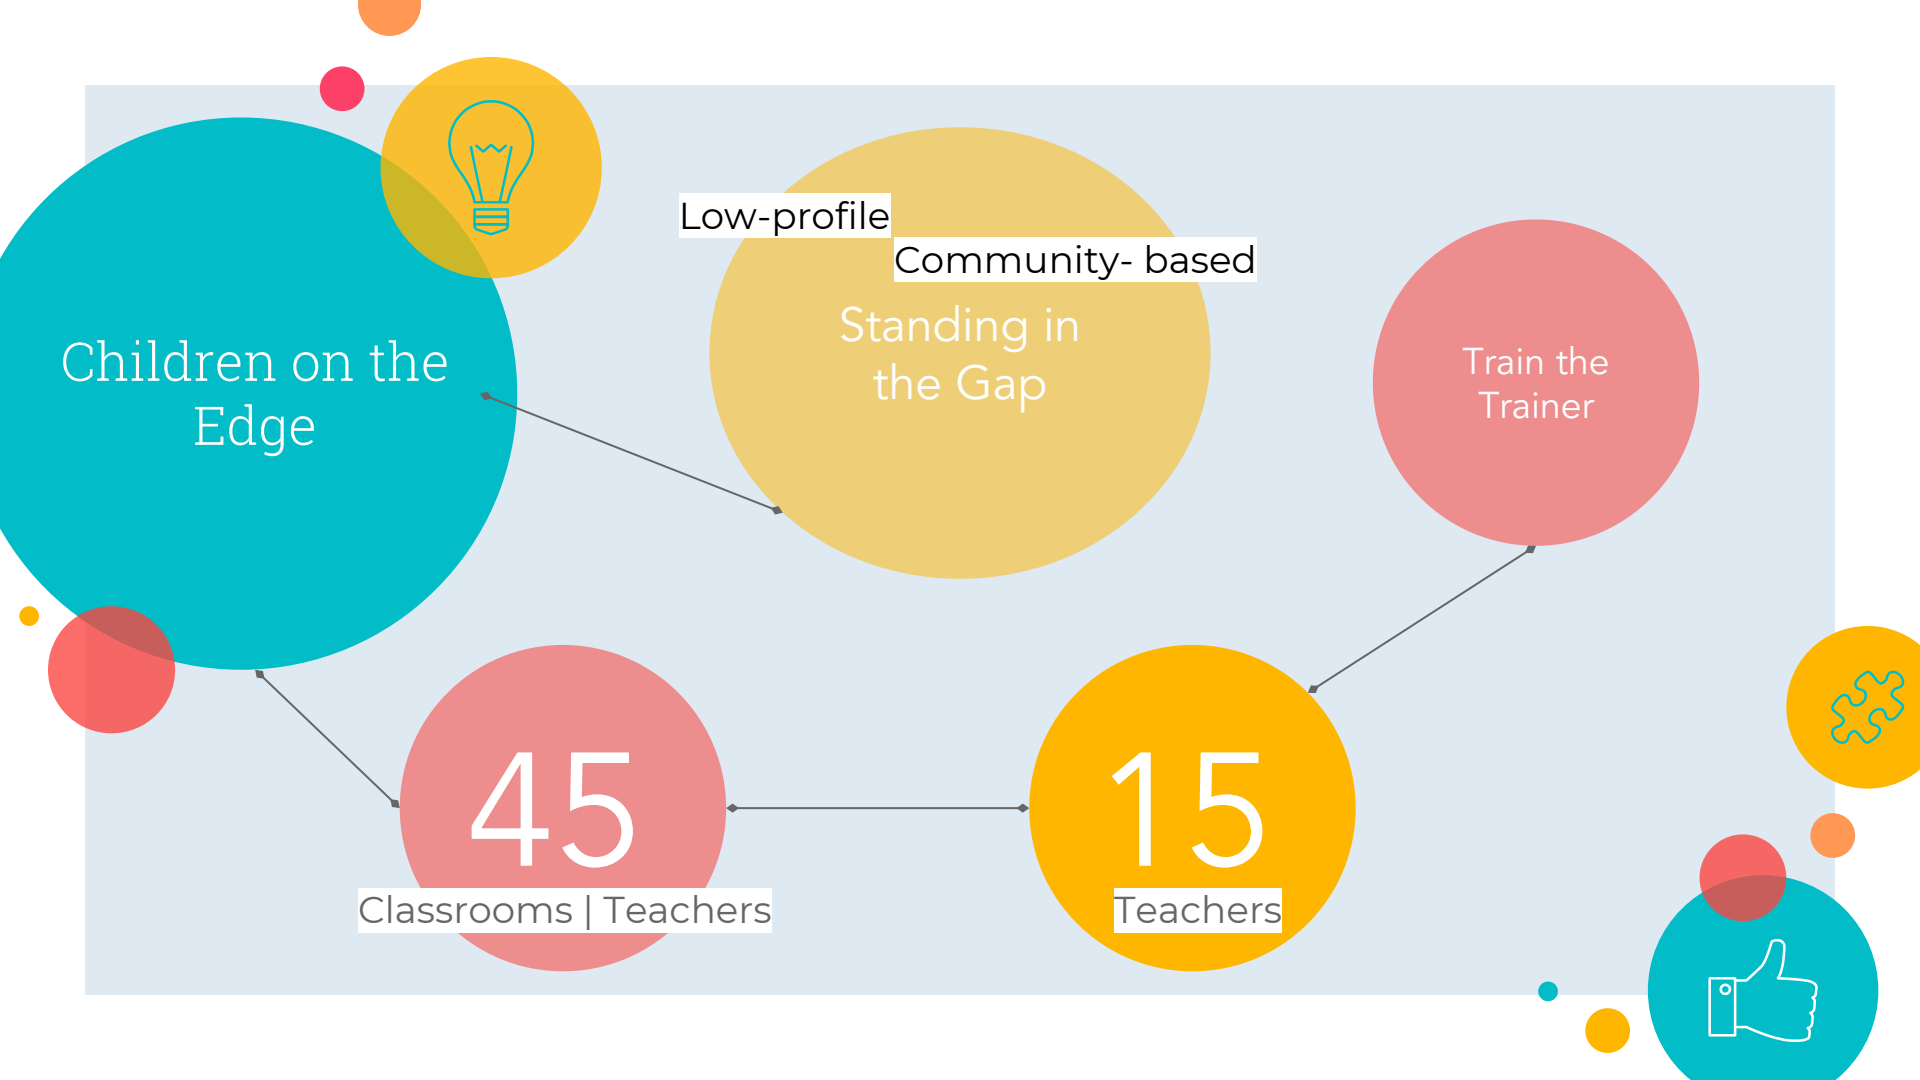 Children on the
Edge
Low-profile
Community- based
Standing in
the Gap
Train the
Trainer
45
Classrooms | Teachers
15
Teachers